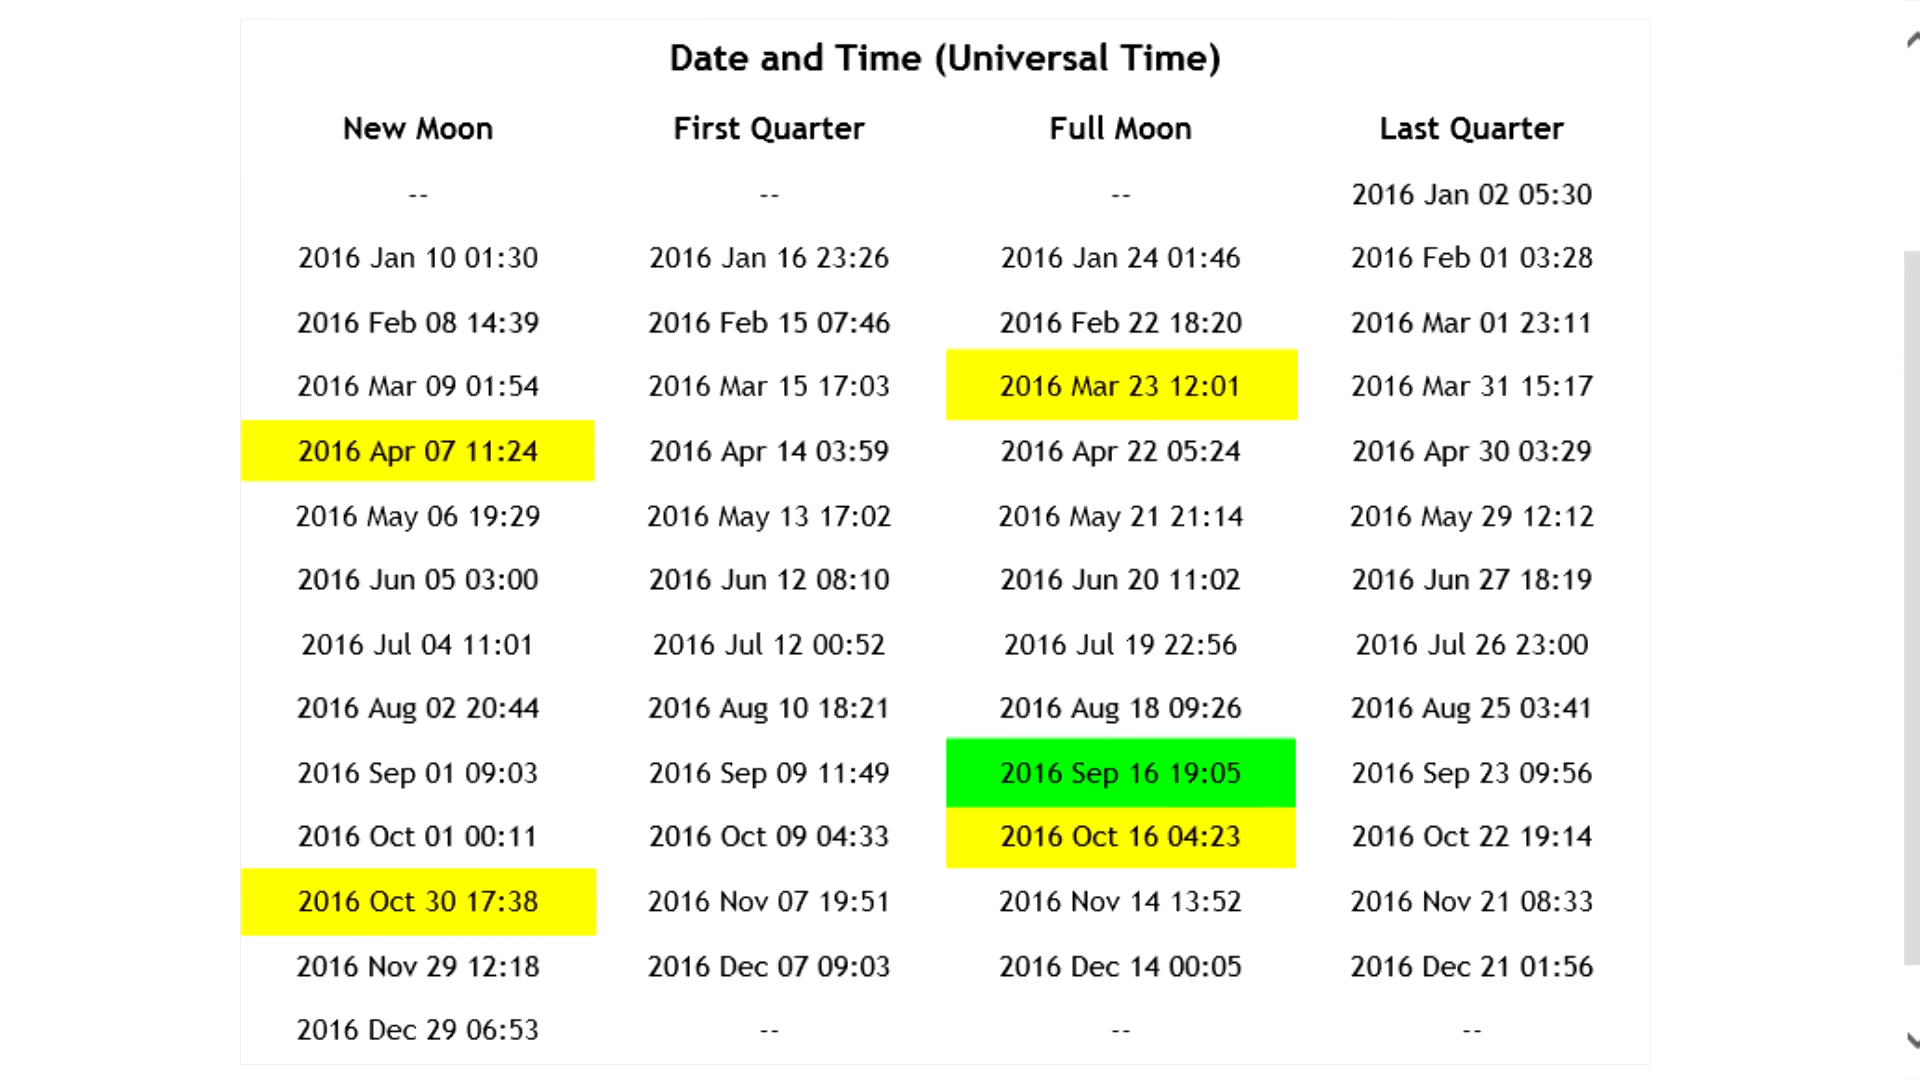 Date and Time (Universal Time)
New Moon First Quarter Full Moon Last Quarter
-- -- -- 2016 Jan 02 05:30
2016 Jan 10 01:30 2016 Jan 16 23:26 2016 Jan 24 01:46 2016 Feb 01 03:28
2016 Feb 08 14:39 2016 Feb 15 07:46 2016 Feb 22 18:20 2016 Mar 01 23:11
2016 Mar 09 01:54 2016 Mar 15 17:03 2016 Mar 23 12:01 2016 Mar 31 15:17
2016 Apr 07 11:24 2016 Apr 14 03:59 2016 Apr 22 05:24 2016 Apr 30 03:29
2016 May 06 19:29 2016 May 13 17:02 2016 May 21 21:14 2016 May 29 12:12
2016 Jun 05 03:00 2016 Jun 12 08:10 2016 Jun 20 11:02 2016 Jun 27 18:19
2016 Jul 04 11:01 2016 Jul 12 00:52 2016 Jul 19 22:56 2016 Jul 26 23:00
2016 Aug 02 20:44 2016 Aug 10 18:21 2016 Aug 18 09:26 2016 Aug 25 03:41
2016 Sep 01 09:03 2016 Sep 09 11:49 2016 Sep 16 19:05 2016 Sep 23 09:56
2016 Oct 01 00:11 2016 Oct 09 04:33 2016 Oct 16 04:23 2016 Oct 22 19:14
2016 Oct 30 17:38 2016 Nov 07 19:51 2016 Nov 14 13:52 2016 Nov 21 08:33
2016 Nov 29 12:18 2016 Dec 07 09:03 2016 Dec 14 00:05 2016 Dec 21 01:56
2016 Dec 29 06:53 -- -- --